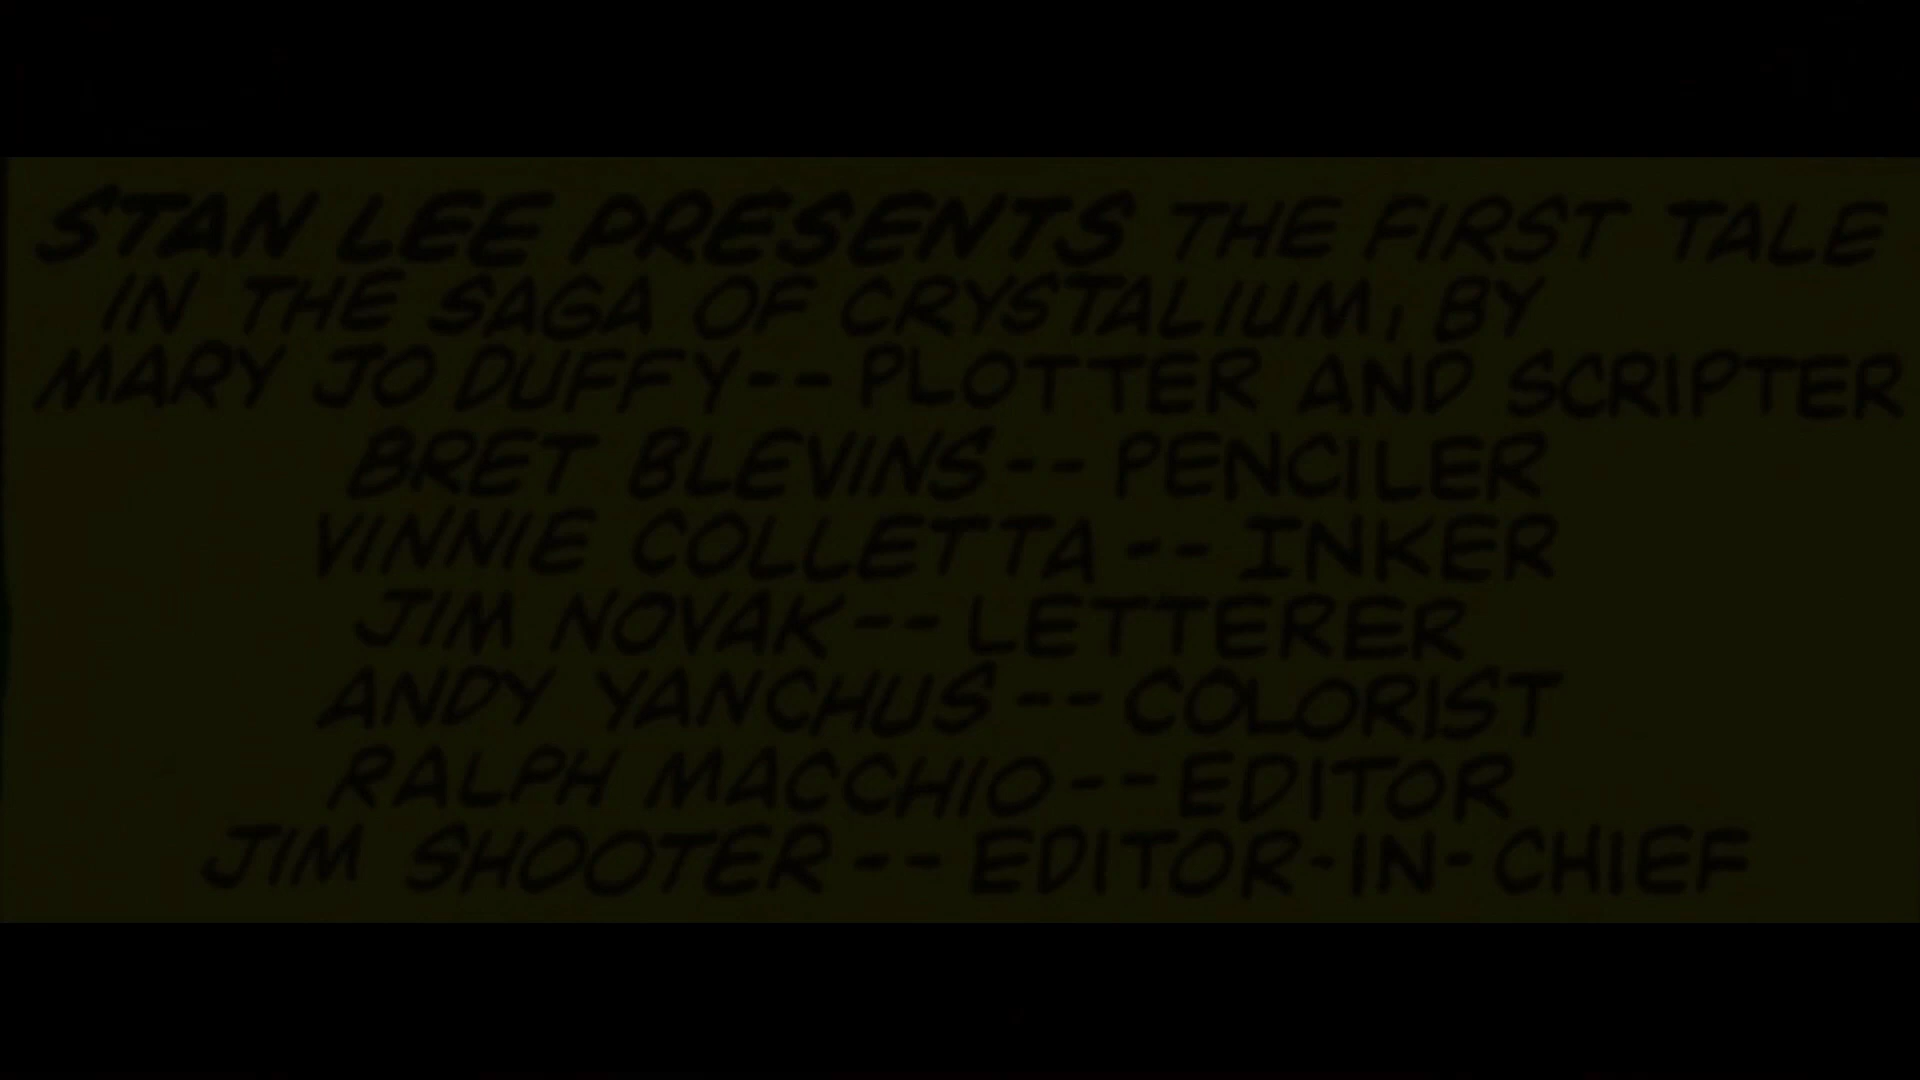 STAN LEE PRESENTS THE FIRST TALE
IN THE SAGA OF CRYSTALIUM, BY
MARY JO DUFFY-- PLOTTER AND SCRIPTER
BRET BLEVINS-- PENCILER
VINNIE COLLETTA -- INKER
JIM NOVAK-- LETTERER
ANDY YANCHUS -- COLORIST
RALPH MACCHIO-- EDITOR
JIM SHOOTER -- EDITOR-IN-CHIEF